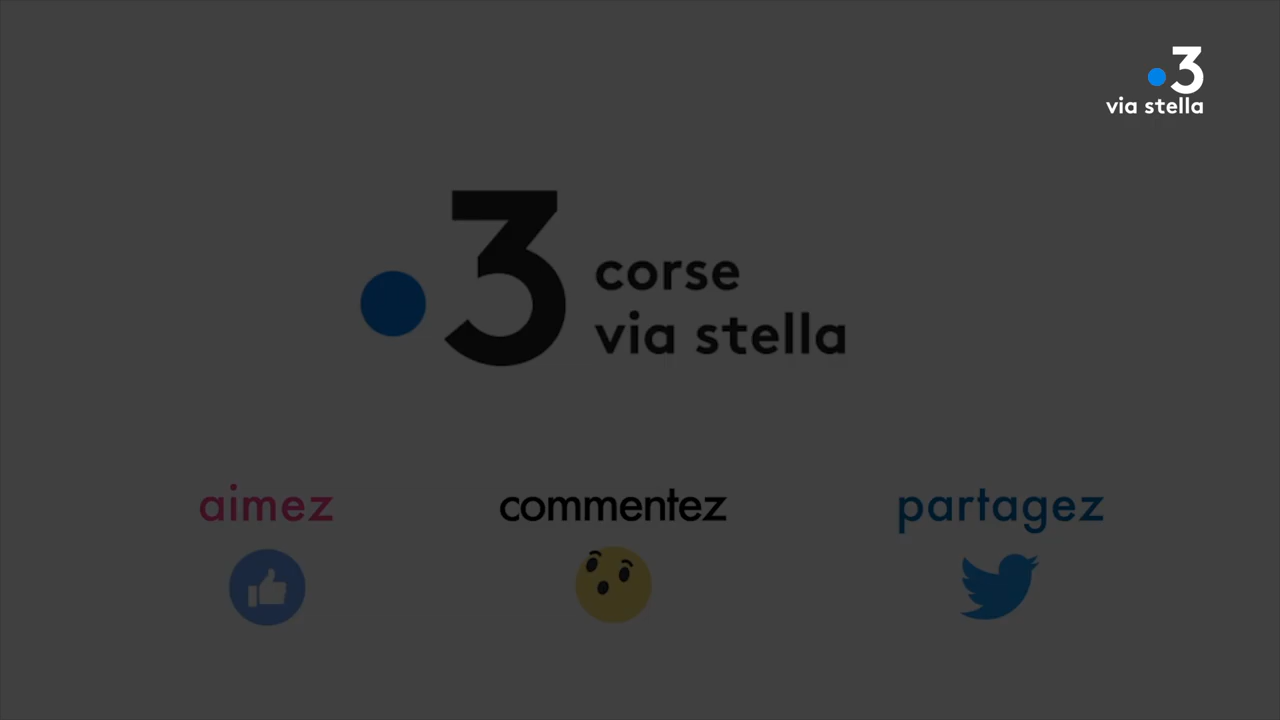 3
via stella
3
corse
via stella
aimez
commentez
partagez